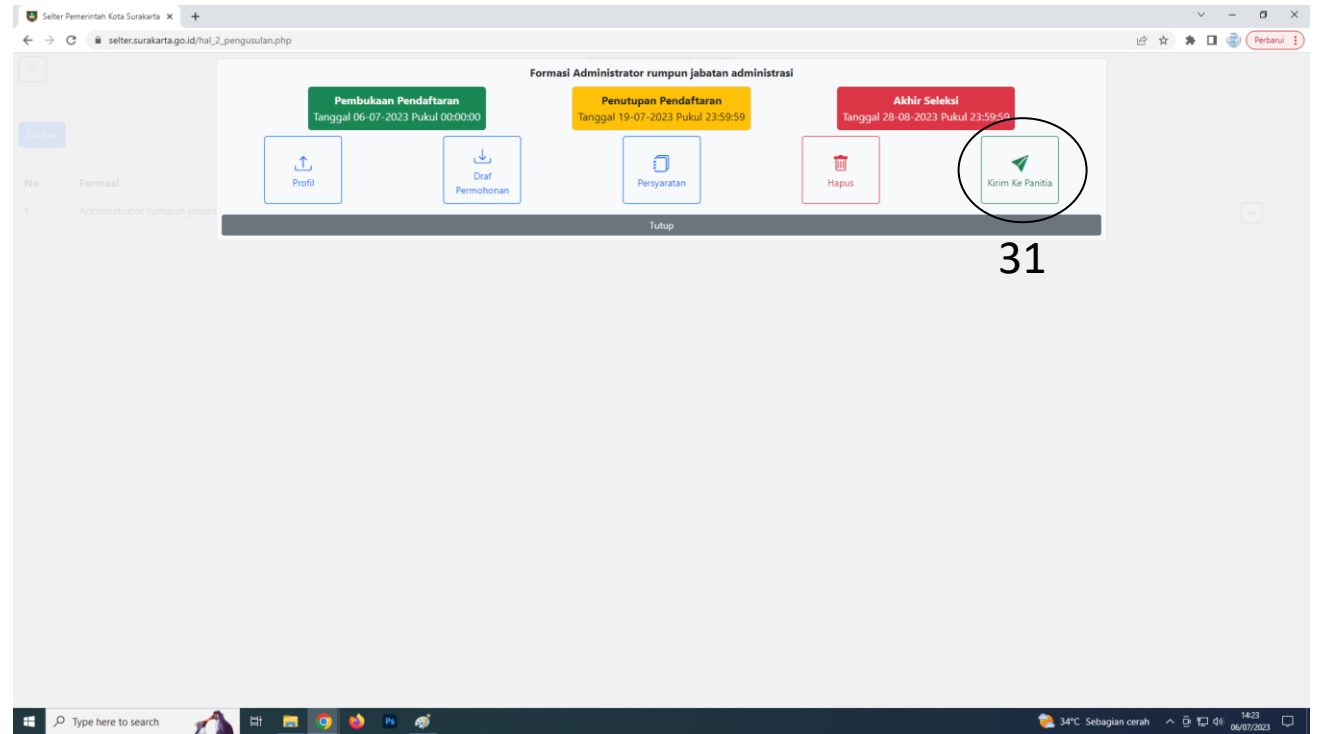 Selter Pemerintah Kota Surakarta
selter.surakarta.go.id/hal_2_pengusulan.php
Perbarui
Formasi Administrator rumpun jabatan administrasi
Pembukaan Pendaftaran
Tanggal 06-07-2023 Pukul 00:00:00
Penutupan Pendaftaran
Tanggal 19-07-2023 Pukul 23:59:59
Akhir Seleksi
Tanggal 28-08-2023 Pukul 23:59:59
Daftar
Profil
Draf
Permohonan
Persyaratan
Hapus
Kirim Ke Panitia
No Formasi
1 Administrator rumpun jabata
Tutup
31
Type here to search
Ps
34°C Sebagian cerah
14:23
06/07/2023